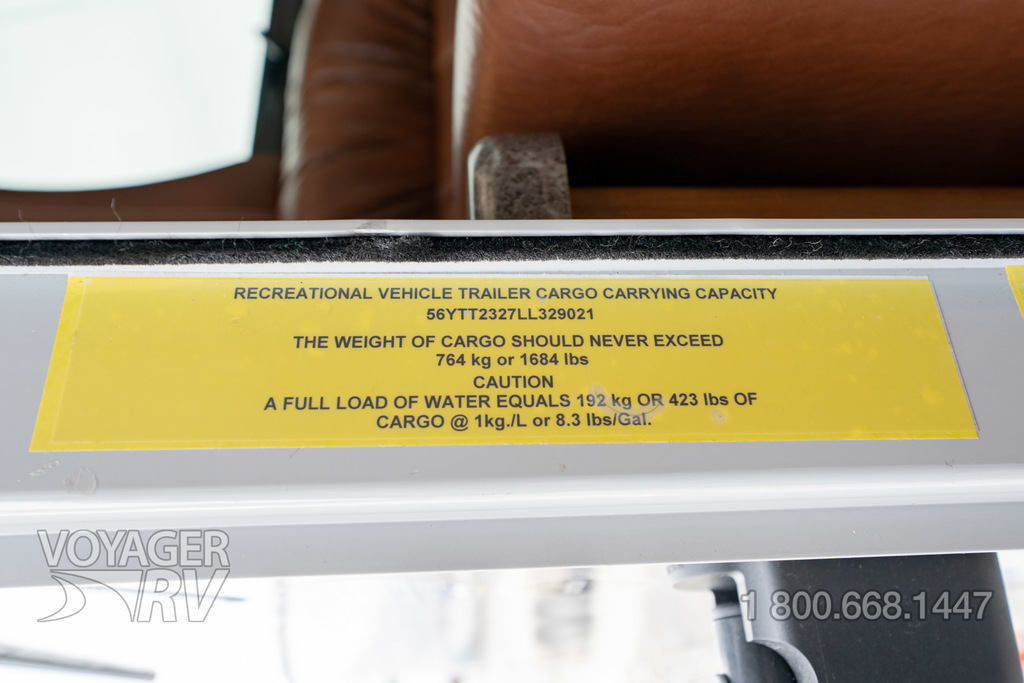 RECREATIONAL VEHICLE TRAILER CARGO CARRYING CAPACITY
56YTT2327LL329021
THE WEIGHT OF CARGO SHOULD NEVER EXCEED
764 kg or 1684 lbs
CAUTION
A FULL LOAD OF WATER EQUALS 192 kg OR 423 lbs OF
CARGO @ 1kg./L or 8.3 lbs/Gal.
VOYAGER
RV
1 800.668.1447